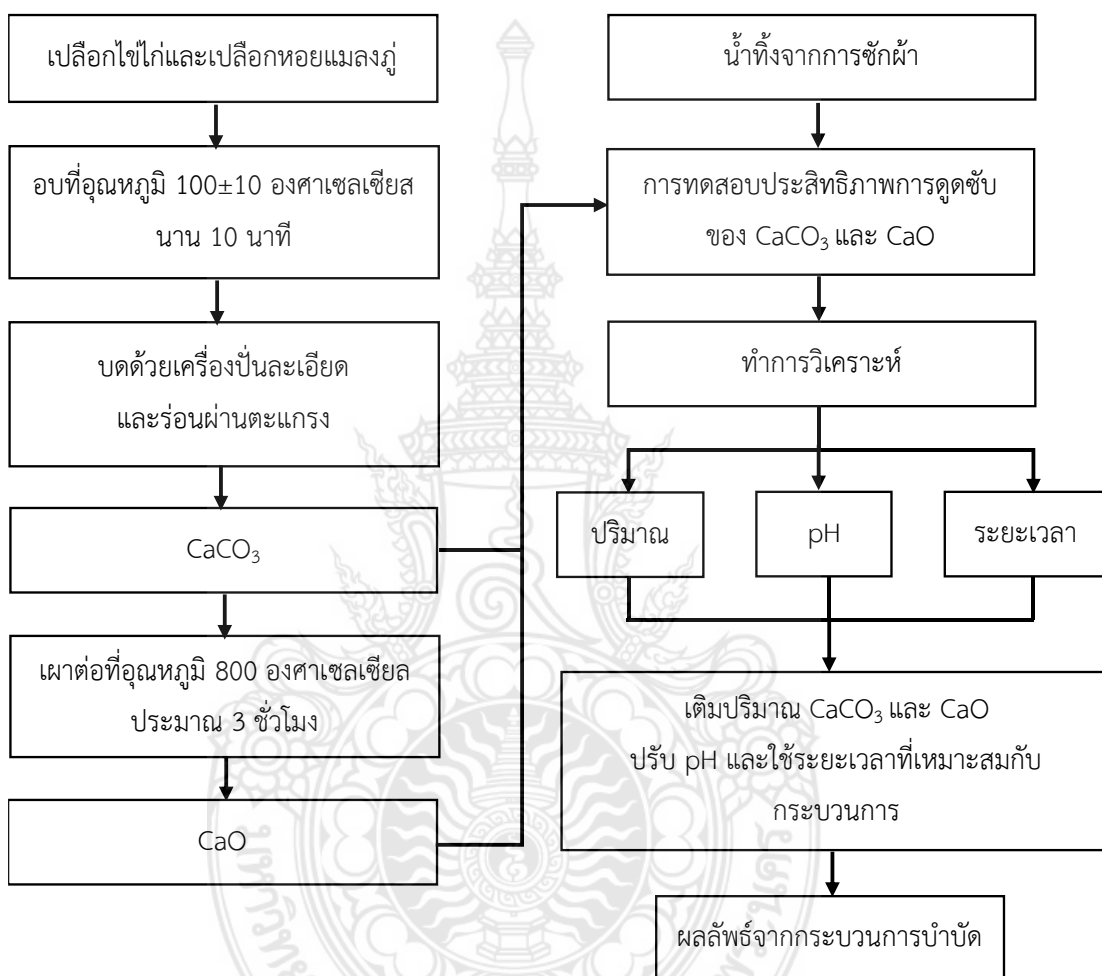 เปลือกไข่ไก่และเปลือกหอยแมลงภู่
อบที่อุณหภูมิ 100±10 องศาเซลเซียส
นาน 10 นาที
บดด้วยเครื่องปั่นละเอียด
และร่อนผ่านตะแกรง
CaCO₃
เผาต่อที่อุณหภูมิ 800 องศาเซลเซียล
ประมาณ 3 ชั่วโมง
CaO
น้ำทิ้งจากการซักผ้า
การทดสอบประสิทธิภาพการดูดซับ
ของ CaCO₃ และ CaO
ทำการวิเคราะห์
ปริมาณ
pH
ระยะเวลา
เติมปริมาณ CaCO₃ และ CaO
ปรับ pH และใช้ระยะเวลาที่เหมาะสมกับ
กระบวนการ
ผลลัพธ์จากกระบวนการบำบัด